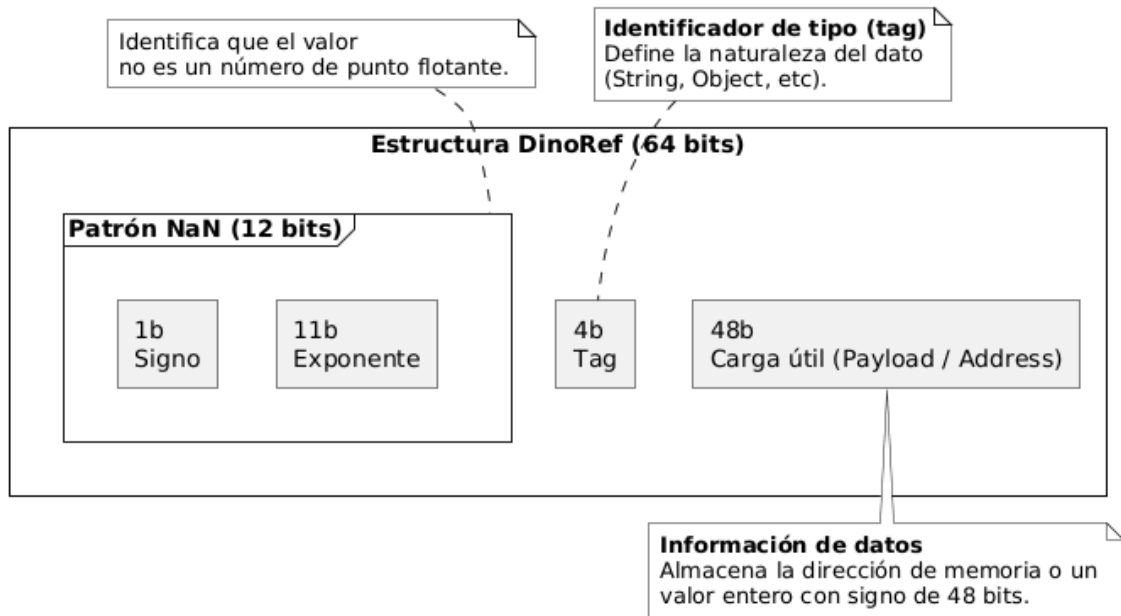 Identifica que el valor
no es un número de punto flotante.
Identificador de tipo (tag)
Define la naturaleza del dato
(String, Object, etc).
Estructura DinoRef (64 bits)
Patrón NaN (12 bits)
1b
Signo
11b
Exponente
4b
Tag
48b
Carga útil (Payload / Address)
Información de datos
Almacena la dirección de memoria o un
valor entero con signo de 48 bits.